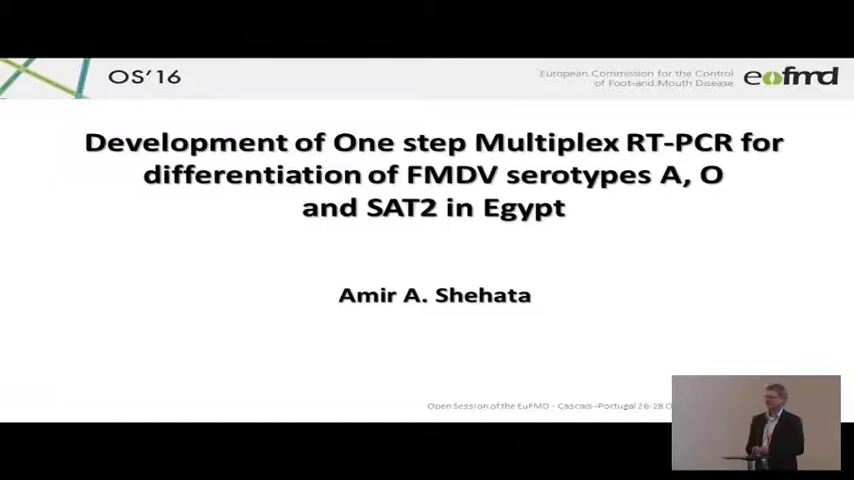 OS'16
European Commission for the Control
of Foot-and-Mouth Disease
eofmd
Development of One step Multiplex RT-PCR for
differentiation of FMDV serotypes A, O
and SAT2 in Egypt
Amir A. Shehata
Open Session of the EuFMD - Cascais -Portugal 26-28